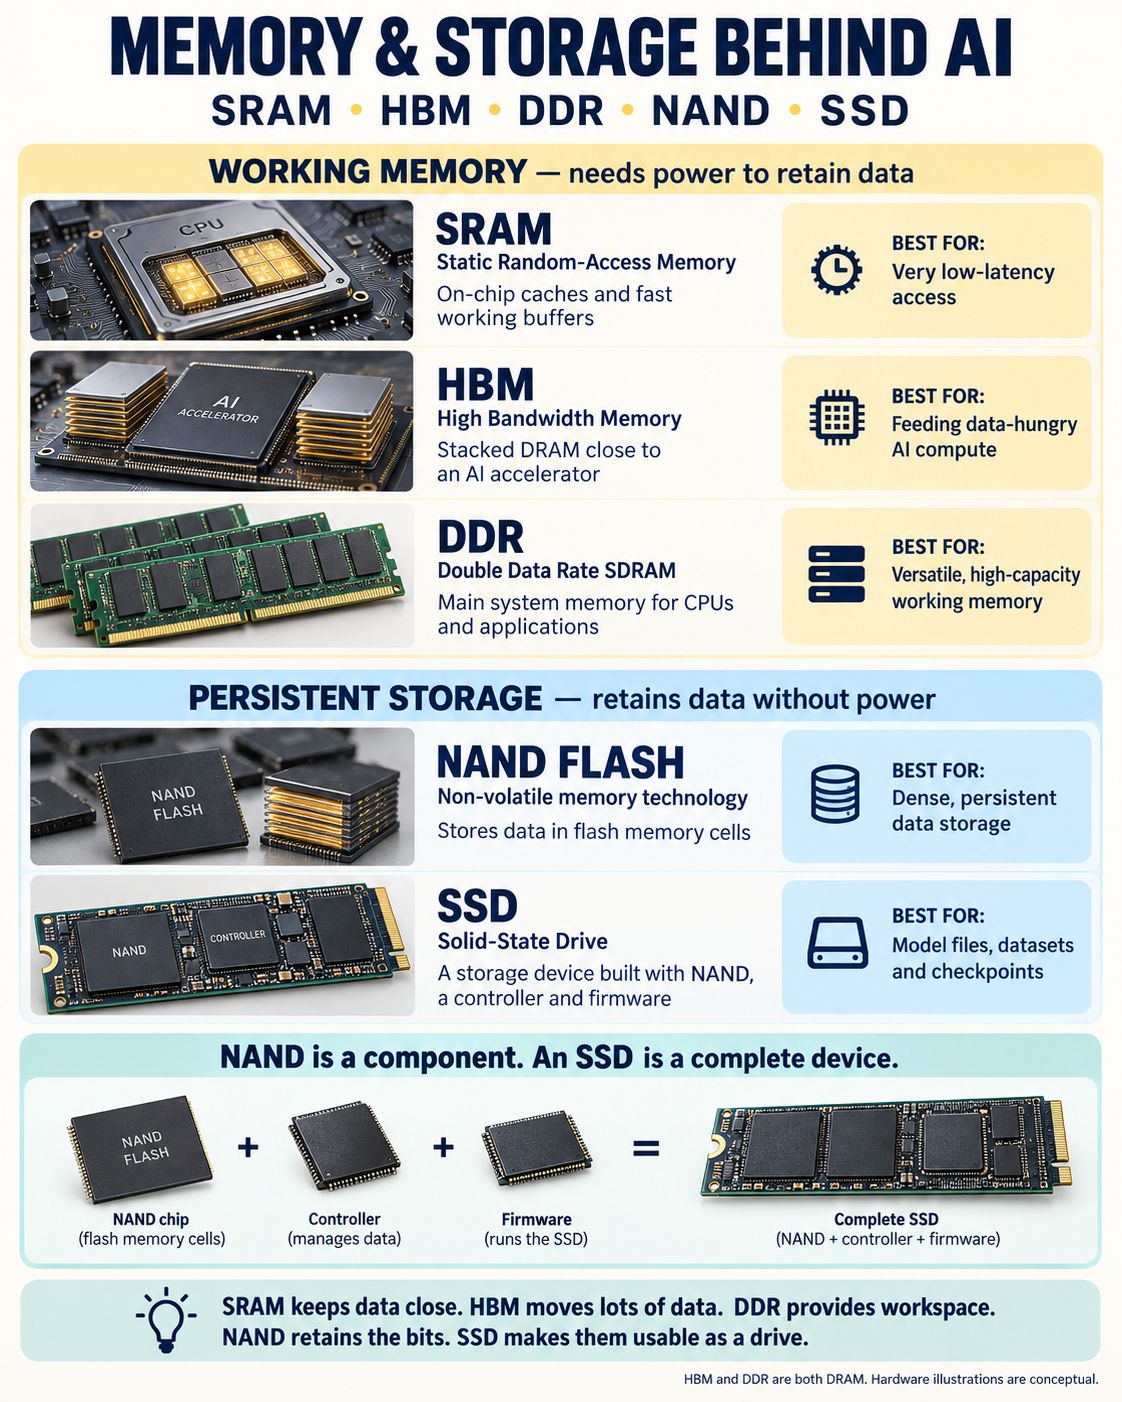 MEMORY & STORAGE BEHIND AI
SRAM • HBM • DDR • NAND • SSD
WORKING MEMORY — needs power to retain data
CPU
SRAM
Static Random-Access Memory
On-chip caches and fast
working buffers
BEST FOR:
Very low-latency
access
AI
ACCELERATOR
HBM
High Bandwidth Memory
Stacked DRAM close to
an AI accelerator
BEST FOR:
Feeding data-hungry
AI compute
DDR
Double Data Rate SDRAM
Main system memory for CPUs
and applications
BEST FOR:
Versatile, high-capacity
working memory
PERSISTENT STORAGE — retains data without power
NAND
FLASH
NAND FLASH
Non-volatile memory technology
Stores data in flash memory cells
BEST FOR:
Dense, persistent
data storage
NAND
CONTROLLER
SSD
Solid-State Drive
A storage device built with NAND,
a controller and firmware
BEST FOR:
Model files, datasets
and checkpoints
NAND is a component. An SSD is a complete device.
NAND
FLASH
+ + =
NAND chip
(flash memory cells)
Controller
(manages data)
Firmware
(runs the SSD)
Complete SSD
(NAND + controller + firmware)
SRAM keeps data close. HBM moves lots of data. DDR provides workspace.
NAND retains the bits. SSD makes them usable as a drive.
HBM and DDR are both DRAM. Hardware illustrations are conceptual.